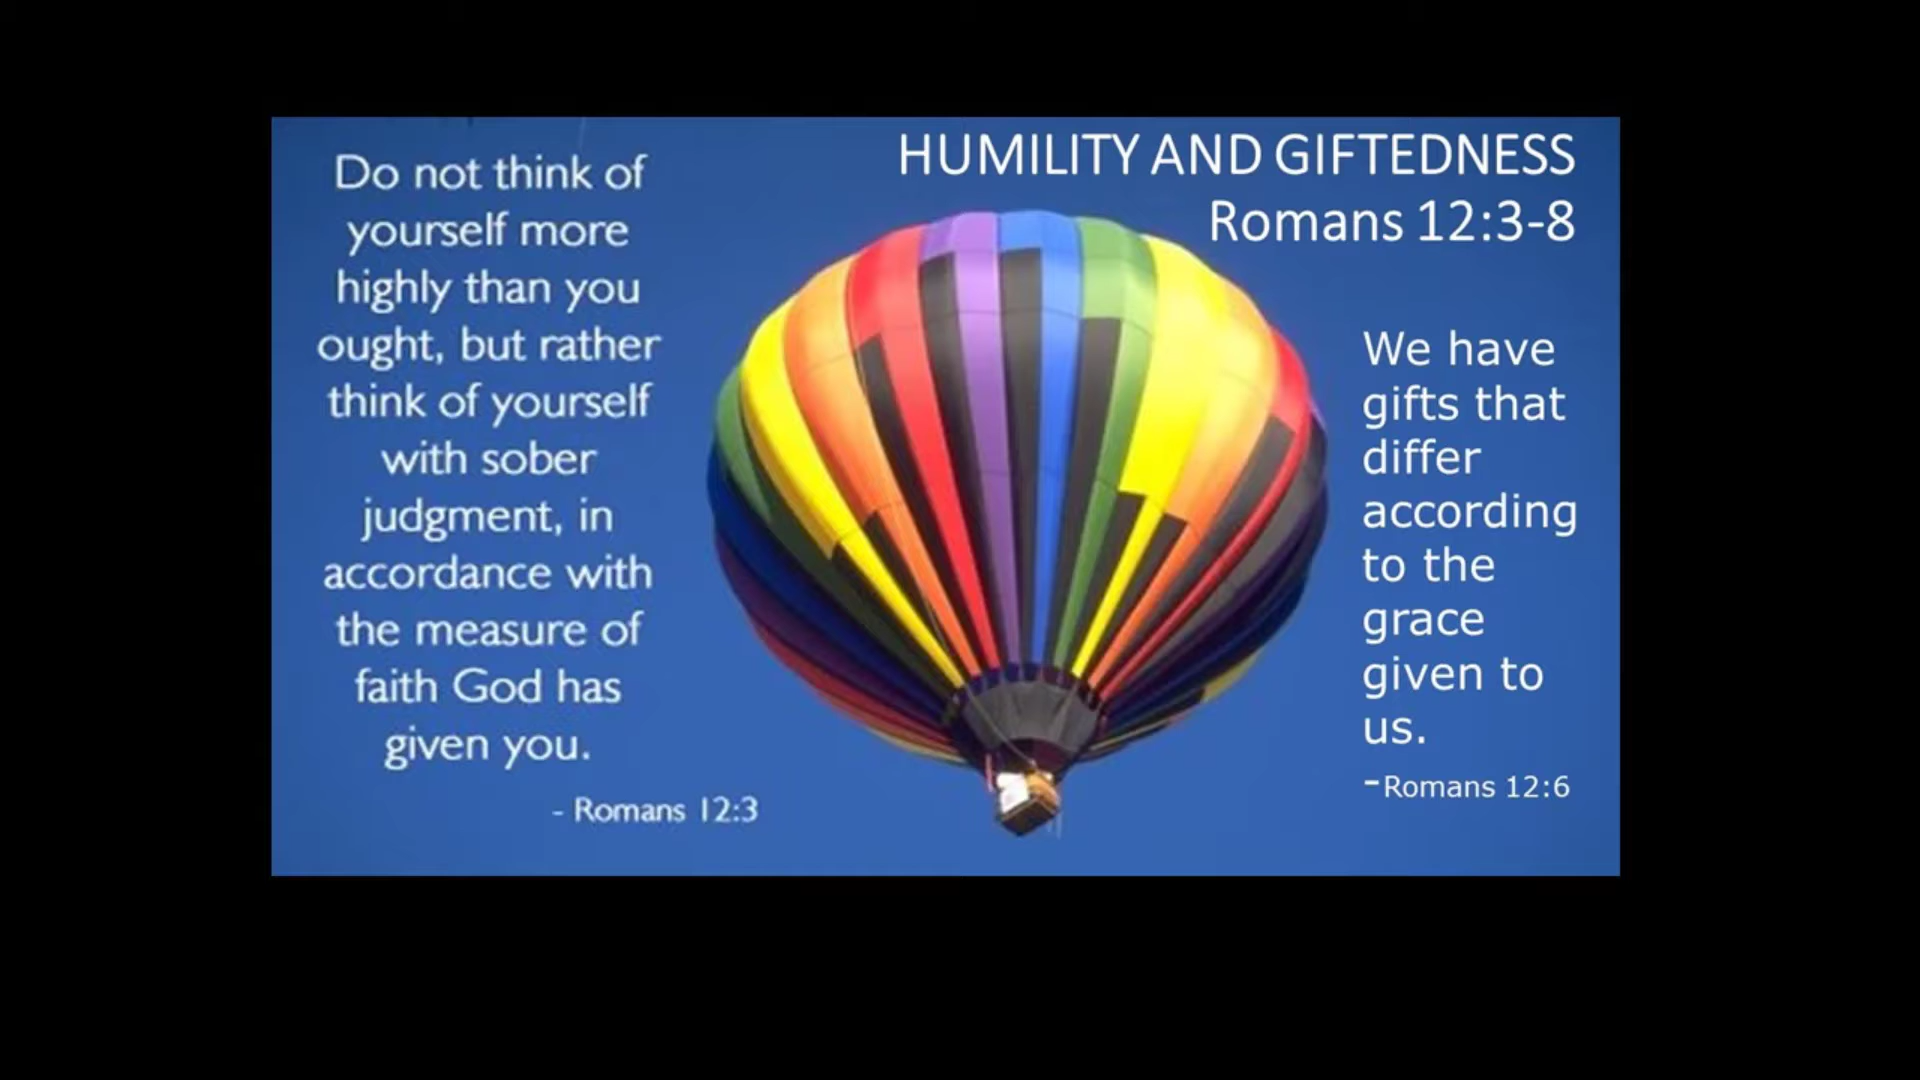 Do not think of
yourself more
highly than you
ought, but rather
think of yourself
with sober
judgment, in
accordance with
the measure of
faith God has
given you.
- Romans 12:3
HUMILITY AND GIFTEDNESS
Romans 12:3-8
We have
gifts that
differ
according
to the
grace
given to
us.
-Romans 12:6